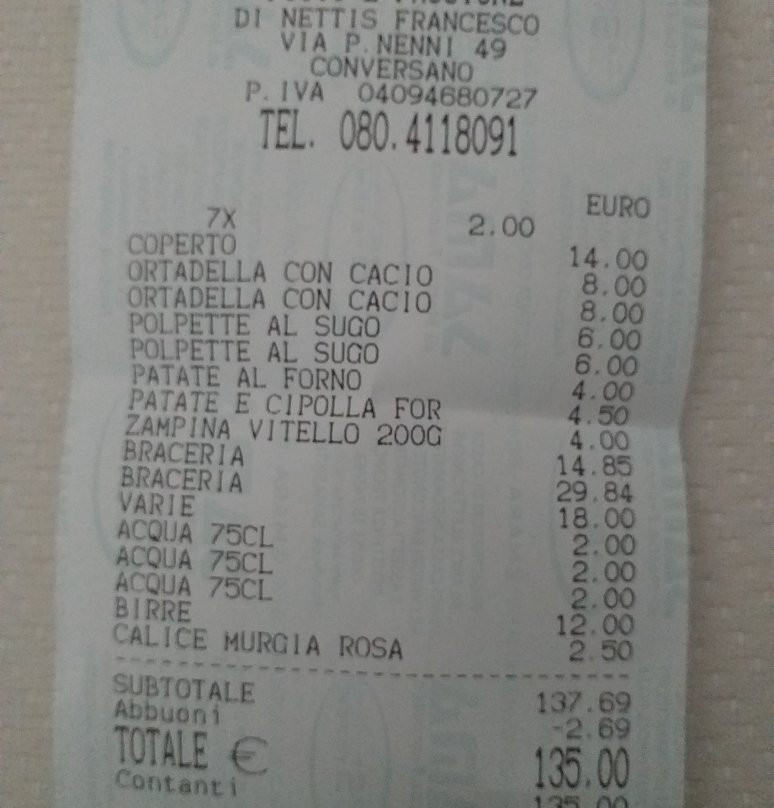 DI NETTIS FRANCESCO
VIA P.NENNI 49
CONVERSANO
P.IVA 04094680727
TEL. 080.4118091
EURO
7X 2.00
COPERTO 14.00
ORTADELLA CON CACIO 8.00
ORTADELLA CON CACIO 8.00
POLPETTE AL SUGO 6.00
POLPETTE AL SUGO 6.00
PATATE AL FORNO 4.00
PATATE E CIPOLLA FOR 4.50
ZAMPINA VITELLO 200G 4.00
BRACERIA 14.85
BRACERIA 29.84
VARIE 18.00
ACQUA 75CL 2.00
ACQUA 75CL 2.00
ACQUA 75CL 2.00
BIRRE 12.00
CALICE MURGIA ROSA 2.50
SUBTOTALE 137.69
Abbuoni -2.69
TOTALE € 135.00
Contanti 135.00